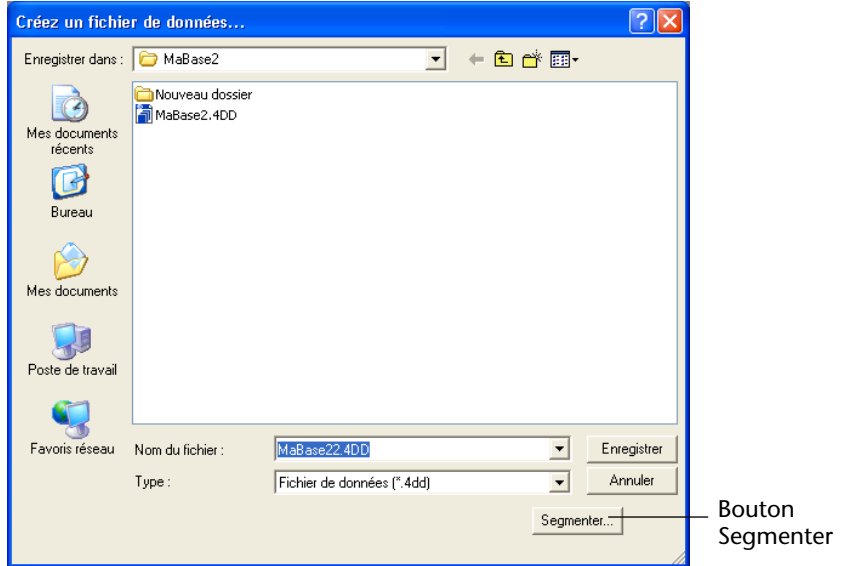 Créez un fichier de données...
Enregistrer dans :
MaBase2
Nouveau dossier
MaBase2.4DD
Mes documents
récents
Bureau
Mes documents
Poste de travail
Favoris réseau
Nom du fichier :
MaBase22.4DD
Enregistrer
Type :
Fichier de données (*.4dd)
Annuler
Segmenter...
Bouton
Segmenter